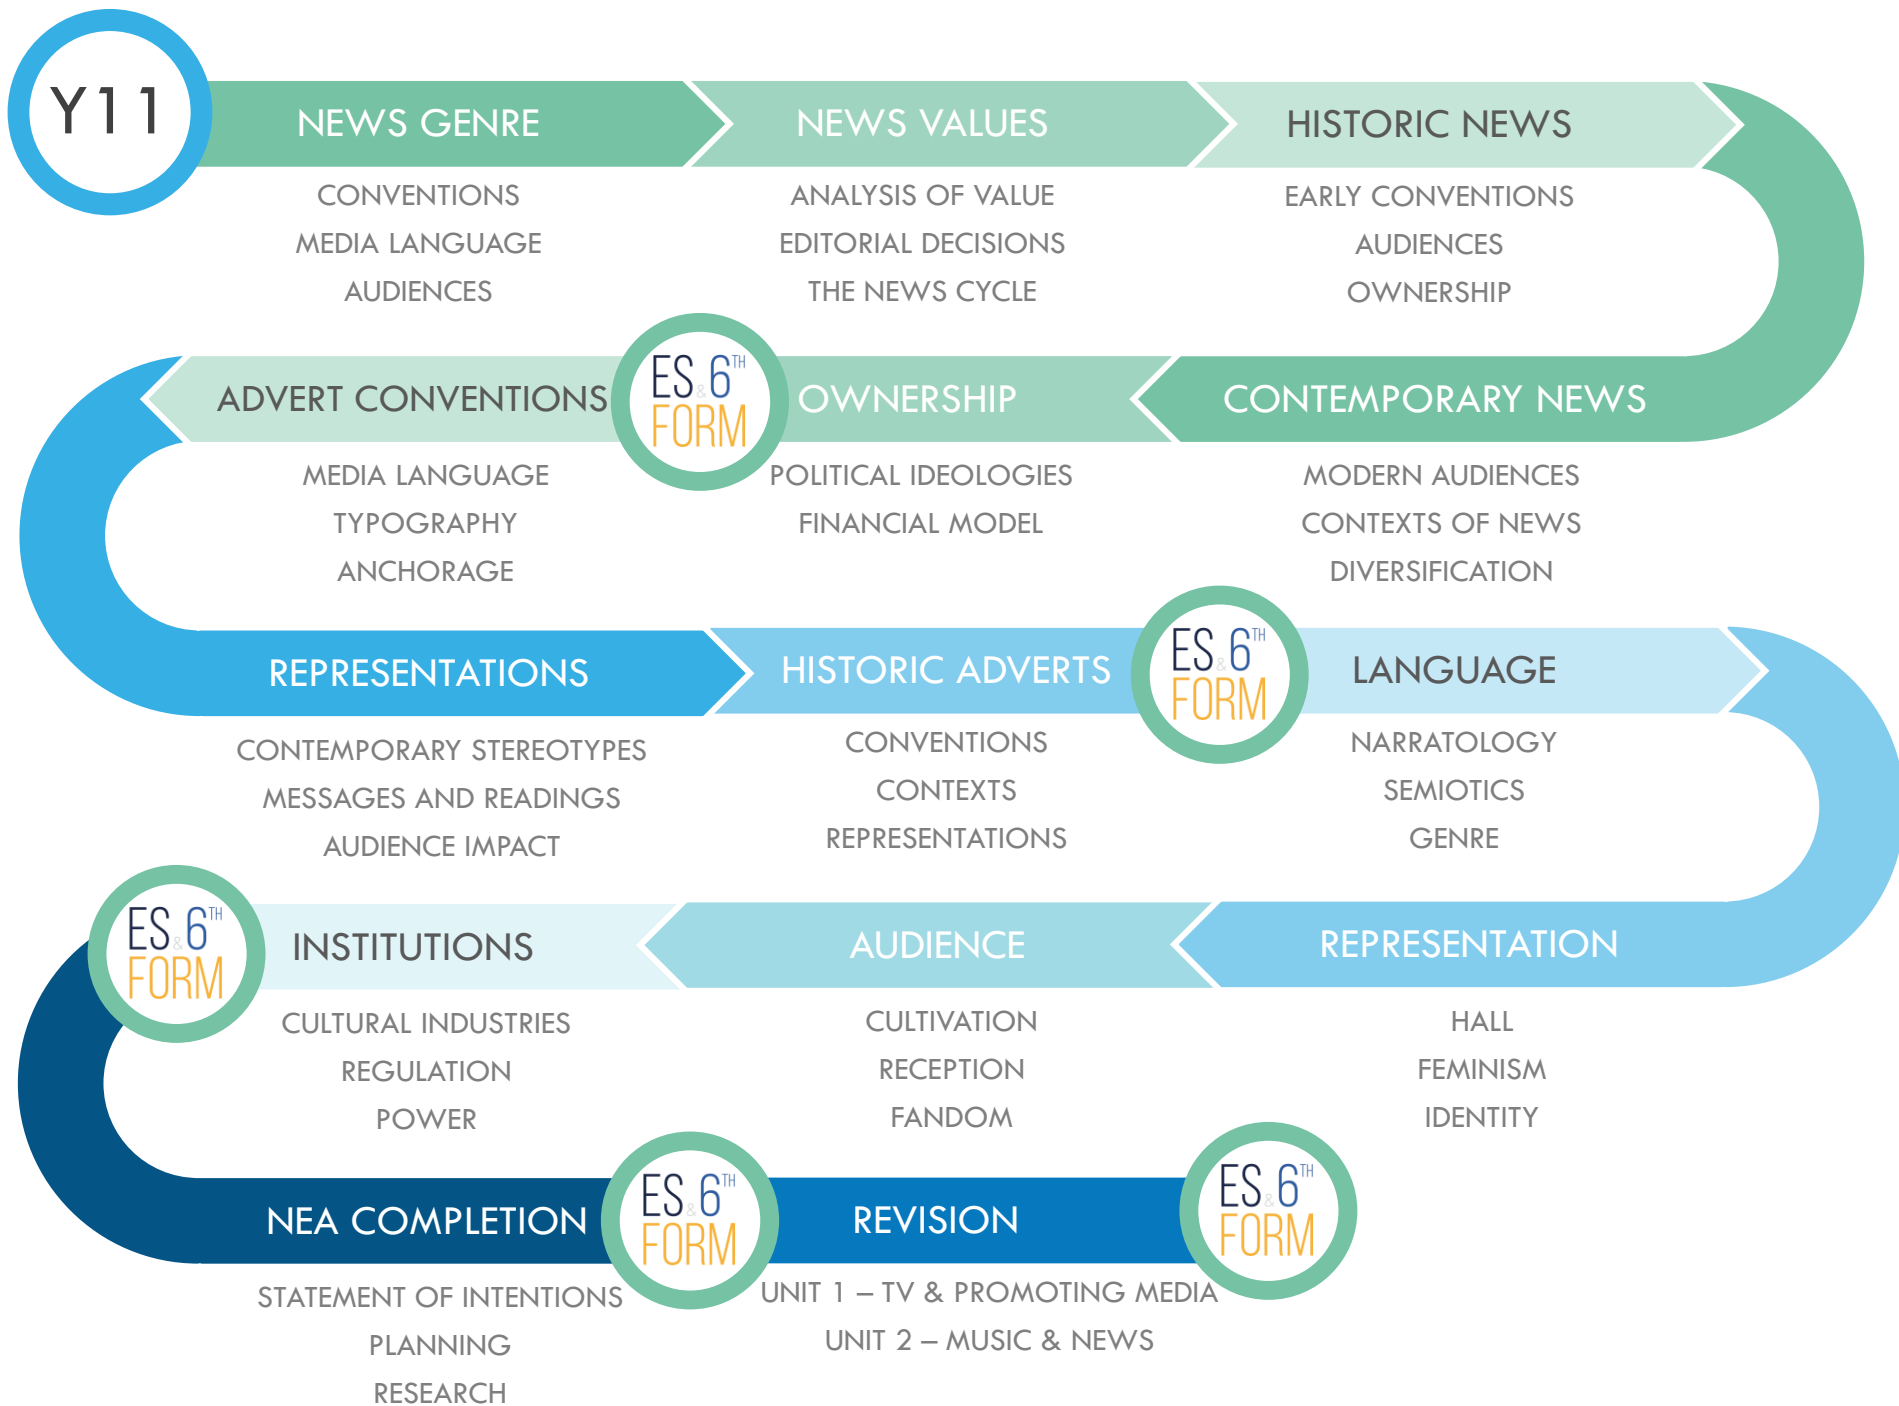 Y11
NEWS GENRE
CONVENTIONS
MEDIA LANGUAGE
AUDIENCES
NEWS VALUES
ANALYSIS OF VALUE
EDITORIAL DECISIONS
THE NEWS CYCLE
HISTORIC NEWS
EARLY CONVENTIONS
AUDIENCES
OWNERSHIP
CONTEMPORARY NEWS
MODERN AUDIENCES
CONTEXTS OF NEWS
DIVERSIFICATION
OWNERSHIP
POLITICAL IDEOLOGIES
FINANCIAL MODEL
ES & 6TH
FORM
ADVERT CONVENTIONS
MEDIA LANGUAGE
TYPOGRAPHY
ANCHORAGE
REPRESENTATIONS
CONTEMPORARY STEREOTYPES
MESSAGES AND READINGS
AUDIENCE IMPACT
HISTORIC ADVERTS
CONVENTIONS
CONTEXTS
REPRESENTATIONS
ES & 6TH
FORM
LANGUAGE
NARRATOLOGY
SEMIOTICS
GENRE
REPRESENTATION
HALL
FEMINISM
IDENTITY
AUDIENCE
CULTIVATION
RECEPTION
FANDOM
INSTITUTIONS
CULTURAL INDUSTRIES
REGULATION
POWER
ES & 6TH
FORM
NEA COMPLETION
STATEMENT OF INTENTIONS
PLANNING
RESEARCH
ES & 6TH
FORM
REVISION
UNIT 1 – TV & PROMOTING MEDIA
UNIT 2 – MUSIC & NEWS
ES & 6TH
FORM